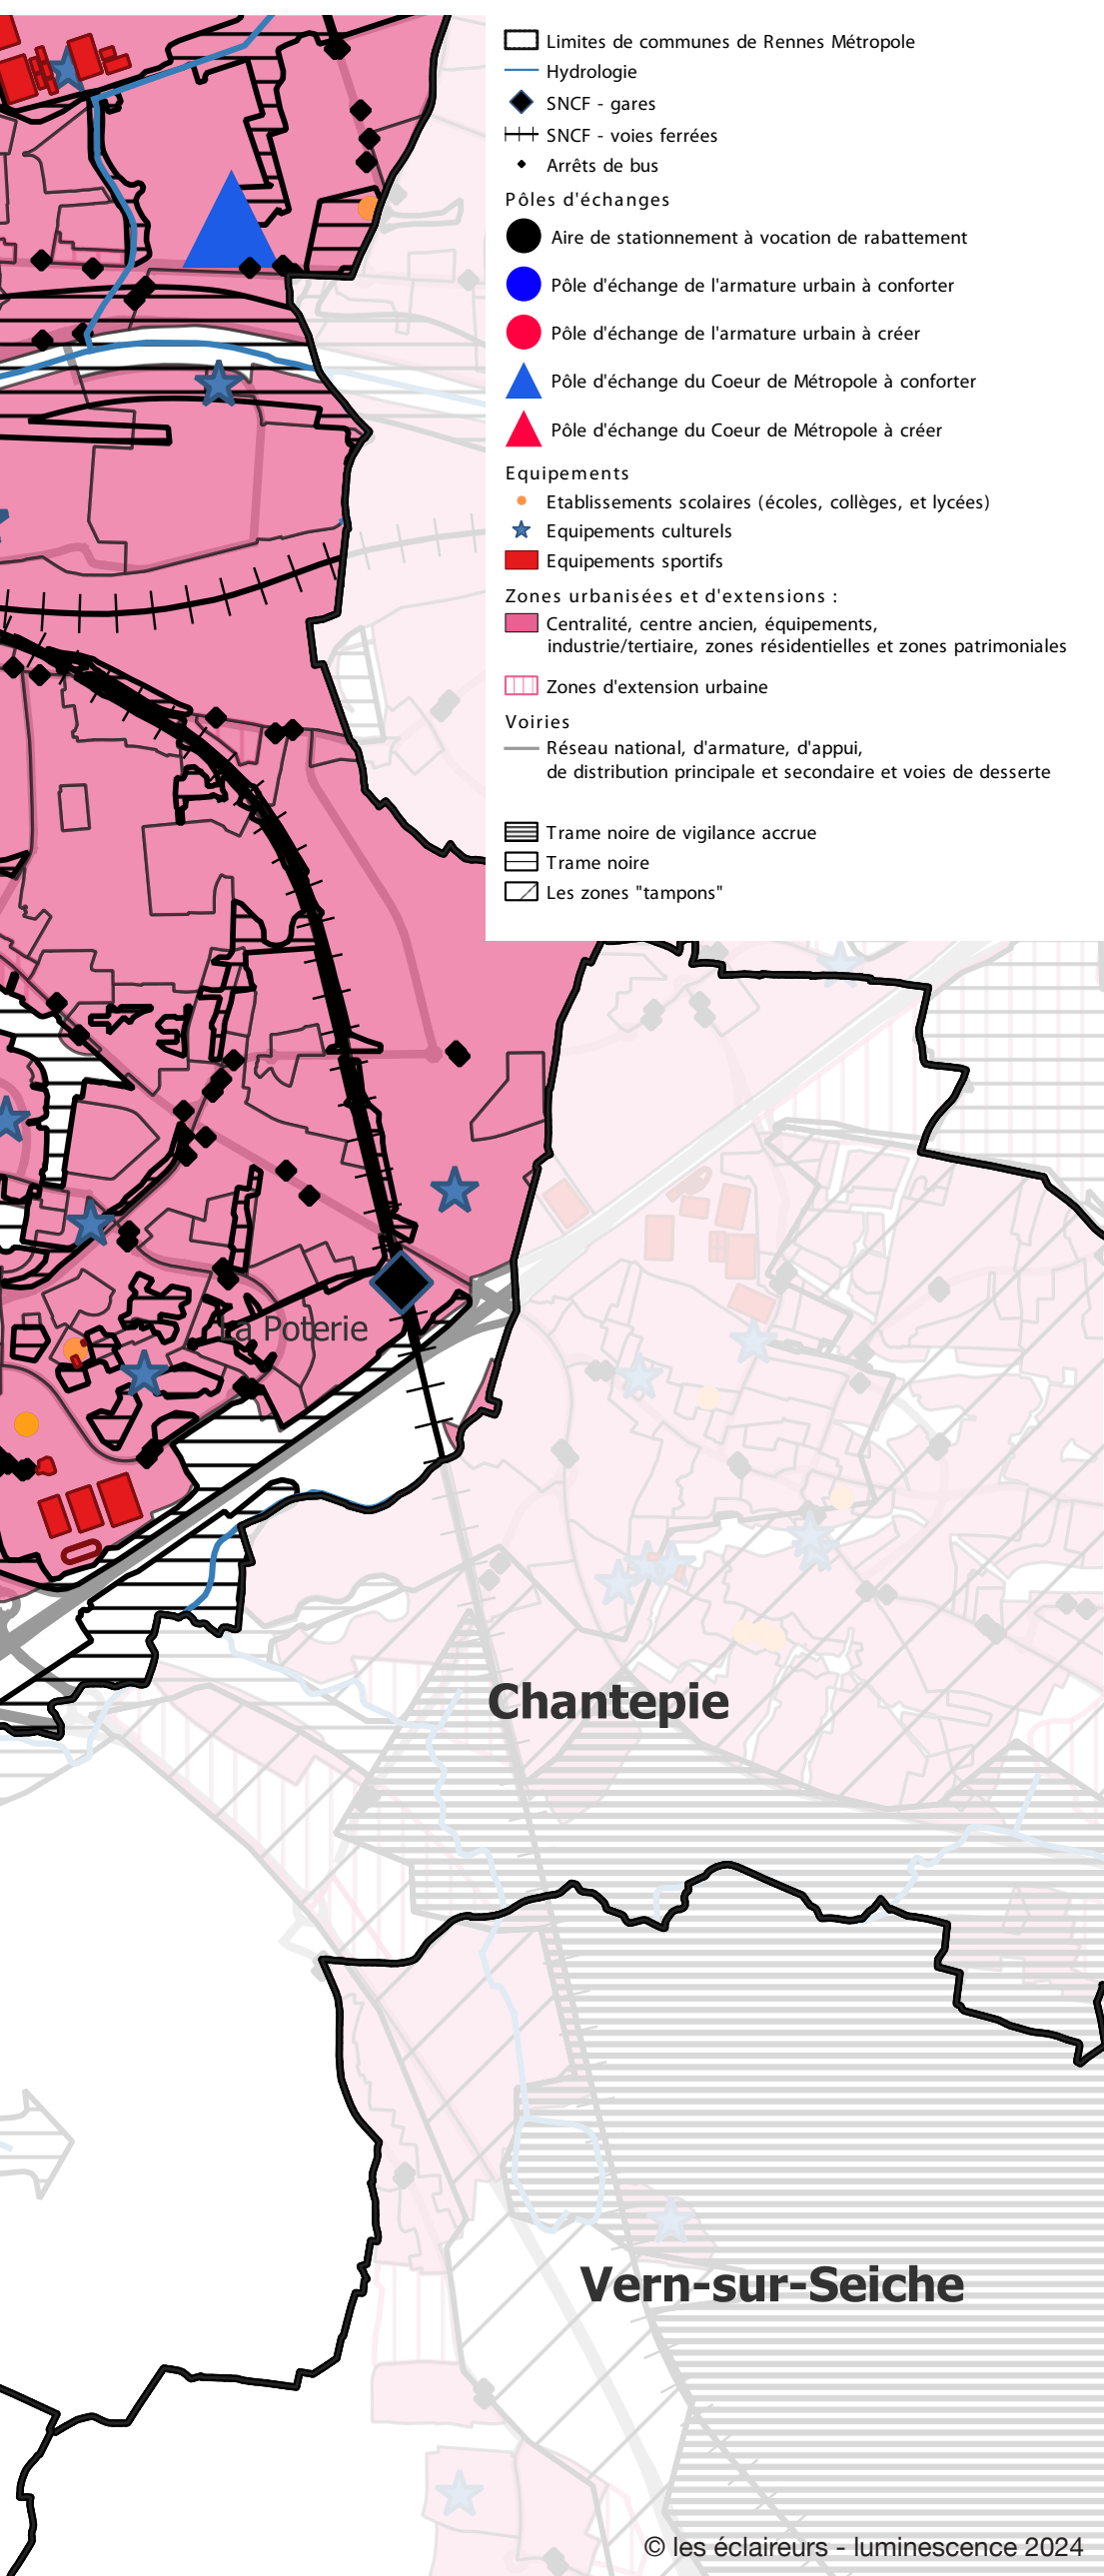 Limites de communes de Rennes Métropole
Hydrologie
SNCF - gares
SNCF - voies ferrées
Arrêts de bus
Pôles d'échanges
Aire de stationnement à vocation de rabattement
Pôle d'échange de l'armature urbain à conforter
Pôle d'échange de l'armature urbain à créer
Pôle d'échange du Coeur de Métropole à conforter
Pôle d'échange du Coeur de Métropole à créer
Equipements
Etablissements scolaires (écoles, collèges, et lycées)
Equipements culturels
Equipements sportifs
Zones urbanisées et d'extensions :
Centralité, centre ancien, équipements,
industrie/tertiaire, zones résidentielles et zones patrimoniales
Zones d'extension urbaine
Voiries
Réseau national, d'armature, d'appui,
de distribution principale et secondaire et voies de desserte
Trame noire de vigilance accrue
Trame noire
Les zones "tampons"
La Poterie
Chantepie
Vern-sur-Seiche
© les éclaireurs - luminescence 2024